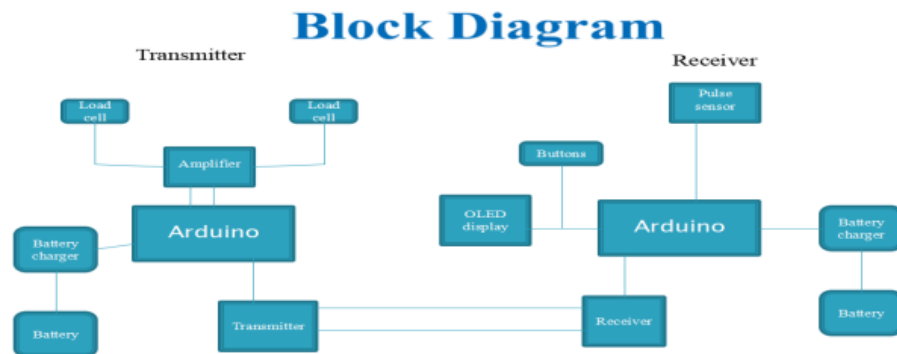 Block Diagram
Transmitter
Receiver
Load
cell
Load
cell
Pulse
sensor
Amplifier
Buttons
Arduino
OLED
display
Arduino
Battery
charger
Battery
charger
Battery
Transmitter
Receiver
Battery